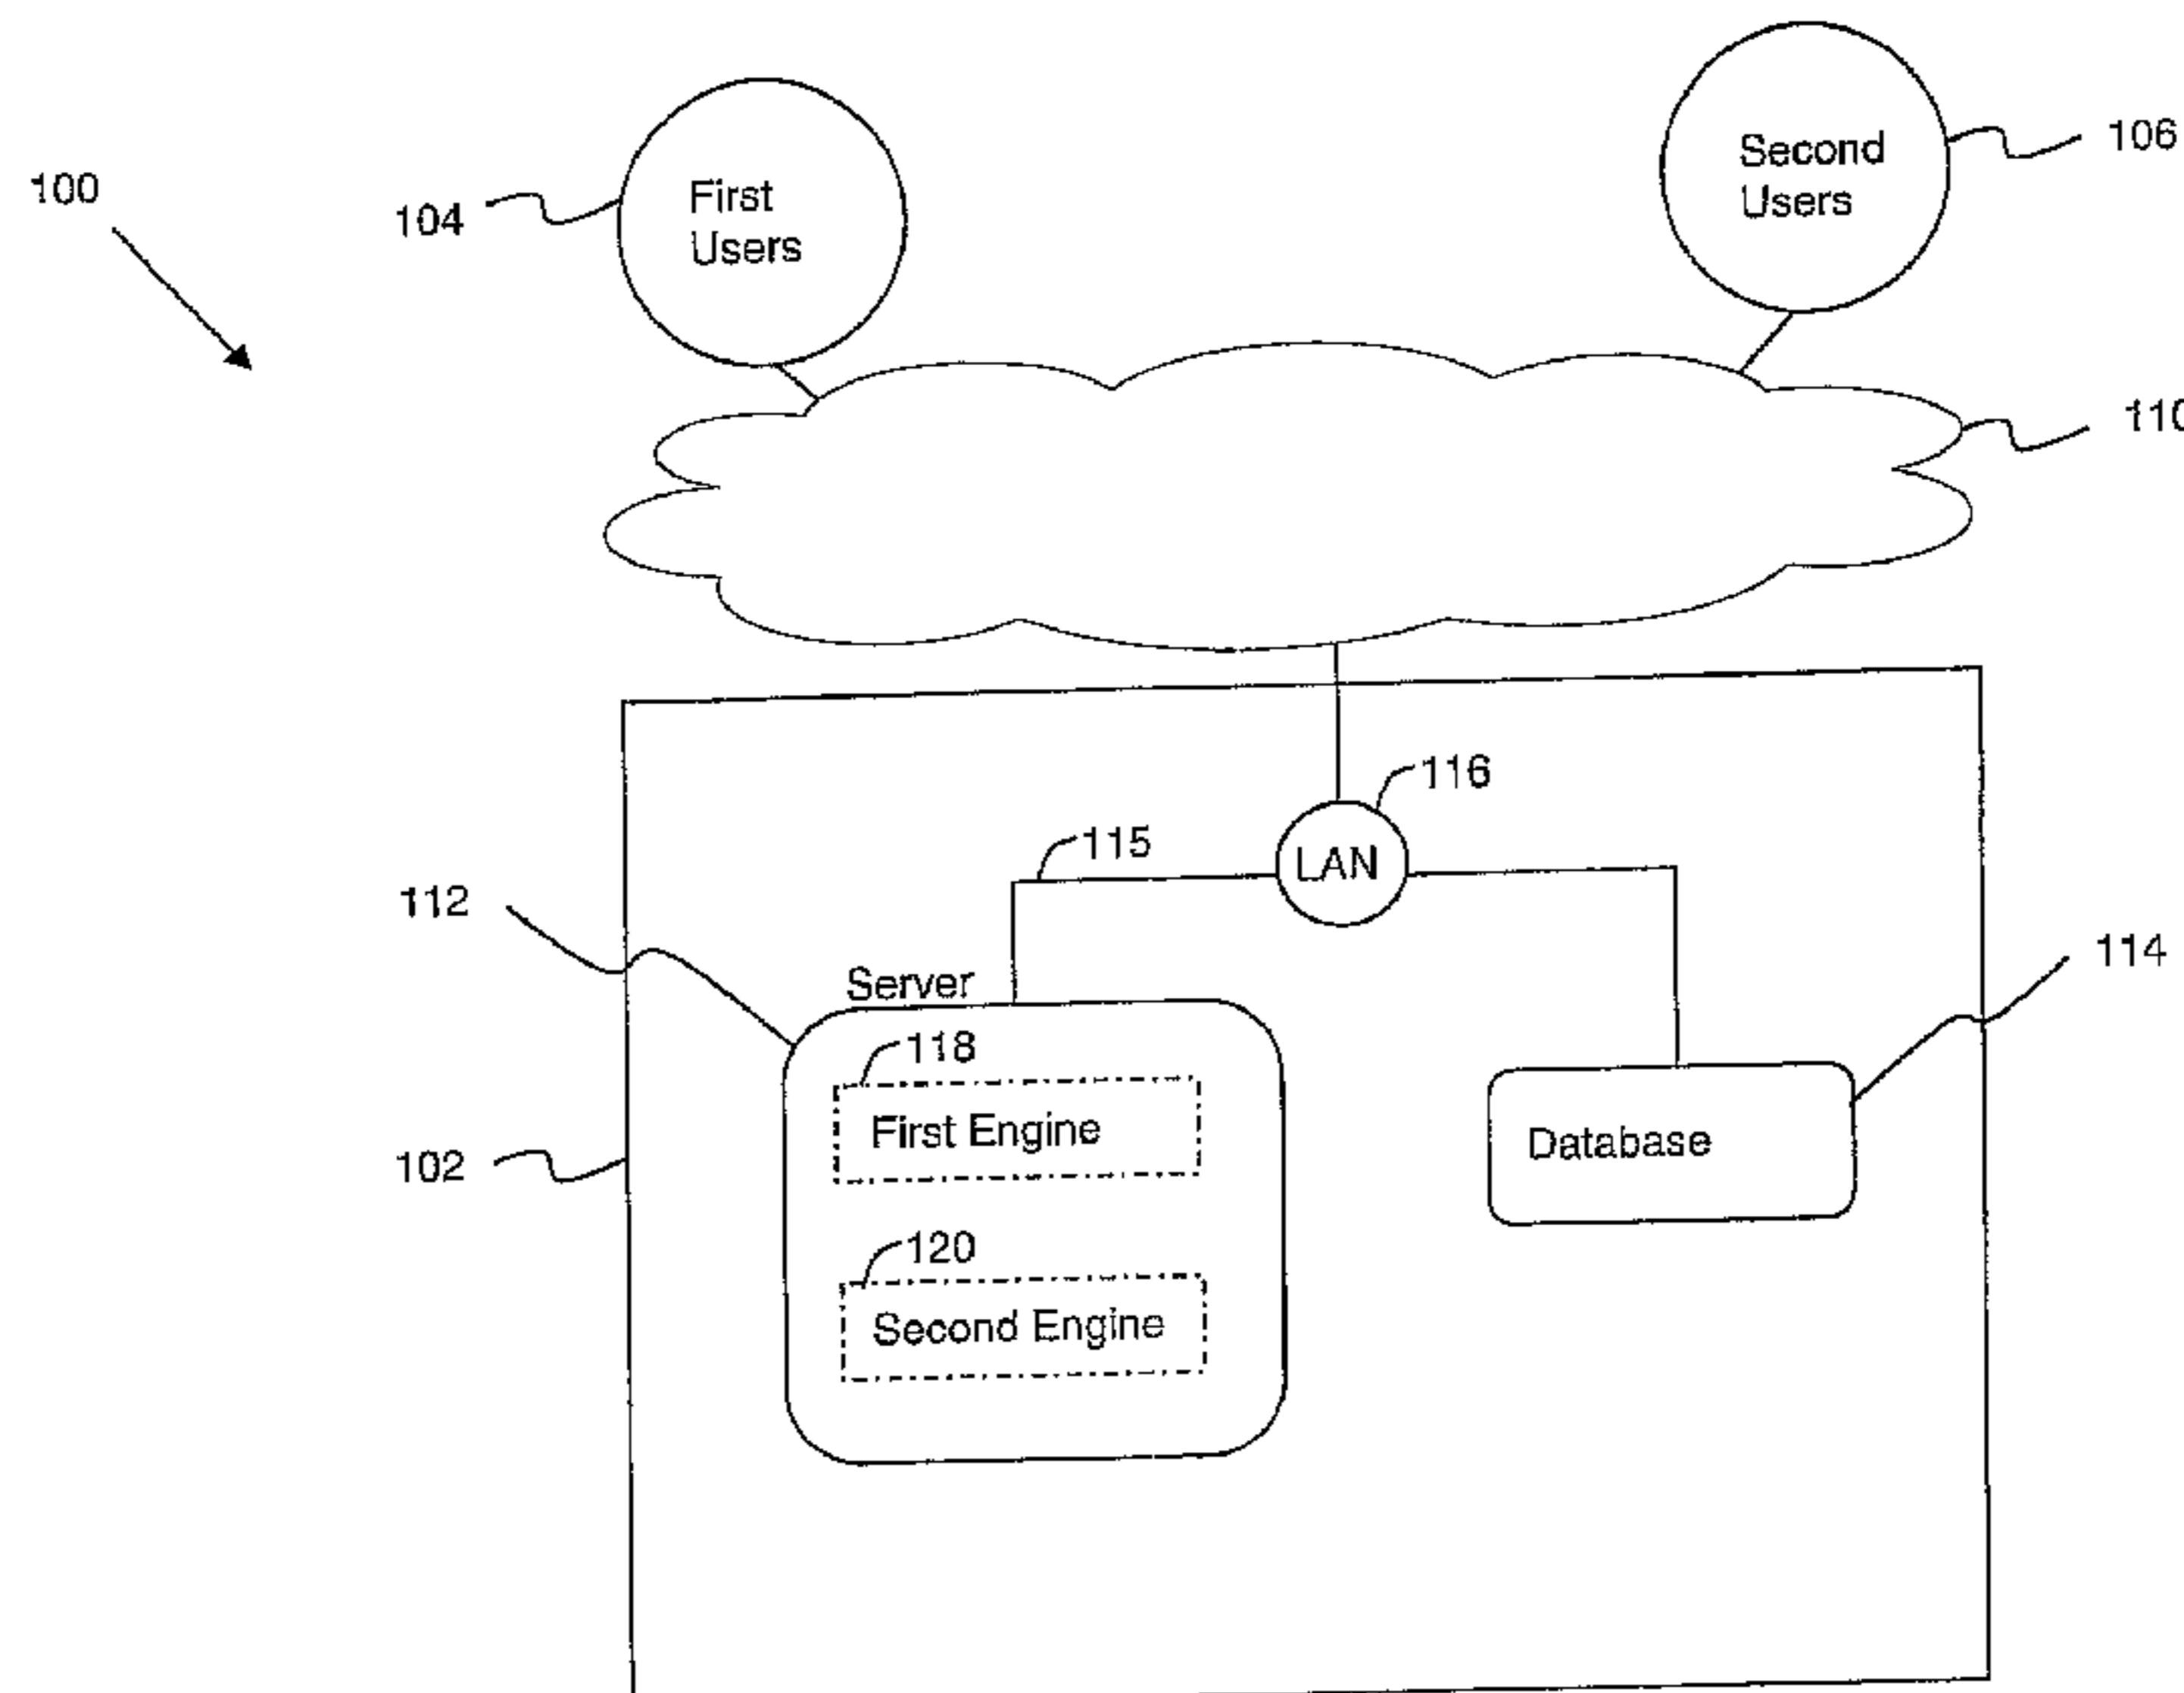 106
100
104
First
Users
Second
Users
110
116
115
LAN
112
114
Server
118
First Engine
Database
102
120
Second Engine